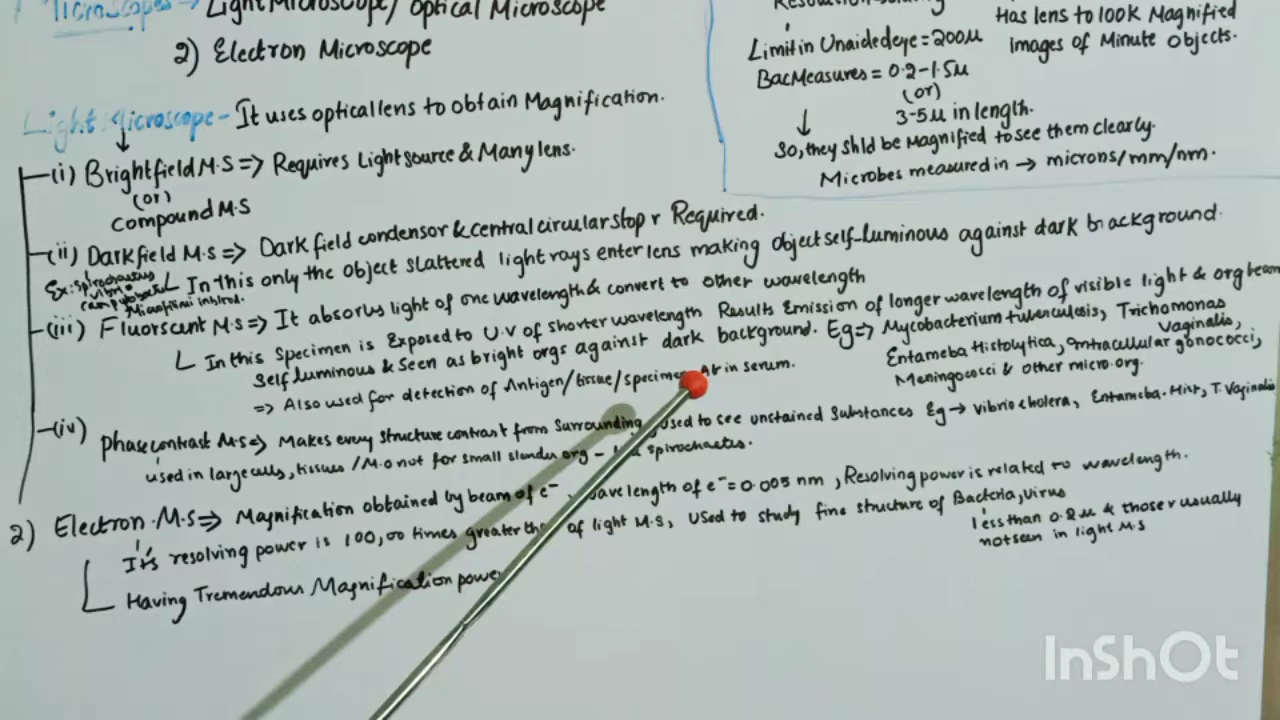 Microscopes → Light Microscope/ Optical Microscope
2) Electron Microscope
Light Microscope - It uses optical lens to obtain Magnification.
(i) Brightfield M.S => Requires Light source & Many lens.
(or)
Compound M.S
(ii) Darkfield M.S => Dark field condensor & central circular stop r Required.
Ex: spirochaetes
vibrio
In this only the object scattered light rays enter lens making object self-luminous against dark background.
(iii) Fluorscent M.S => It absorbs light of one wavelength & convert to other wavelength
In this Specimen is Exposed to U.V of shorter wavelength Results Emission of longer wavelength of visible light & org beam
Self luminous & Seen as bright orgs against dark background. Eg => Mycobacterium tuberculosis, Trichomonas
Vaginalis,
Entameba Histolytica, Intracellular gonococci,
Meningococci & other micro.org.
=> Also used for detection of Antigen/tissue/specimen in serum.
(iv) phase contrast M.S => Makes every structure contrast from Surrounding used to see unstained Substances Eg → vibrio cholera, Entameba.Hist, T.Vaginalis
used in large cells, tissues / M.O not for small slender org - spirochaetes.
2) Electron.M.S => Magnification obtained by beam of e⁻, wave length of e⁻ = 0.005 nm, Resolving power is related to wavelength.
It's resolving power is 100,00 times greater than of light M.S, Used to study fine structure of Bacteria, virus
less than 0.2µ & those r usually
not seen in light M.S
Having Tremendous Magnification power
Limit in Unaided eye = 200µ
Bac Measures = 0.2-1.5µ
(or)
3-5µ in length.
So, they shld be Magnified to see them clearly.
Microbes measured in → microns/mm/nm.
Has lens to 100K Magnified
images of Minute objects.
InShOt